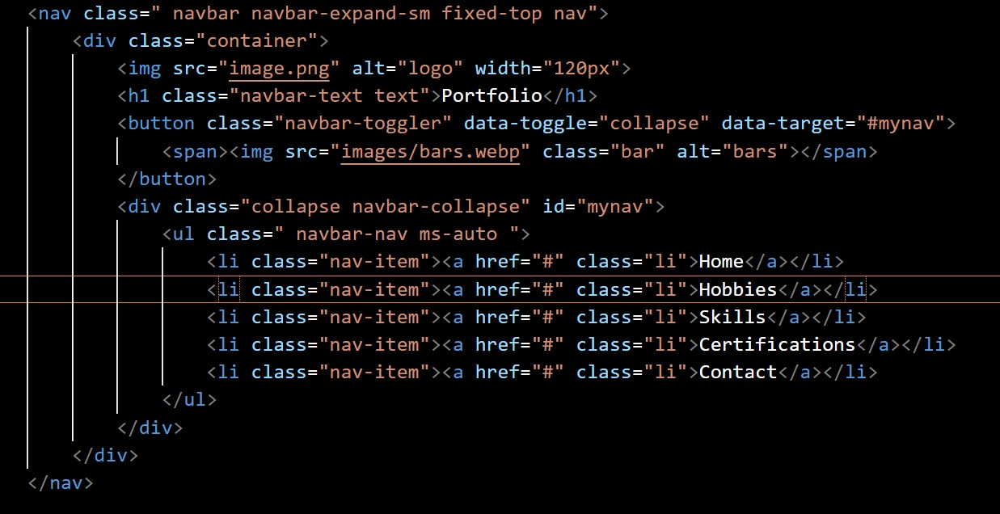 <nav class=" navbar navbar-expand-sm fixed-top nav">
<div class="container">
<img src="image.png" alt="logo" width="120px">
<h1 class="navbar-text text">Portfolio</h1>
<button class="navbar-toggler" data-toggle="collapse" data-target="#mynav">
<span><img src="images/bars.webp" class="bar" alt="bars"></span>
</button>
<div class="collapse navbar-collapse" id="mynav">
<ul class=" navbar-nav ms-auto ">
<li class="nav-item"><a href="#" class="li">Home</a></li>
<li class="nav-item"><a href="#" class="li">Hobbies</a></li>
<li class="nav-item"><a href="#" class="li">Skills</a></li>
<li class="nav-item"><a href="#" class="li">Certifications</a></li>
<li class="nav-item"><a href="#" class="li">Contact</a></li>
</ul>
</div>
</div>
</nav>